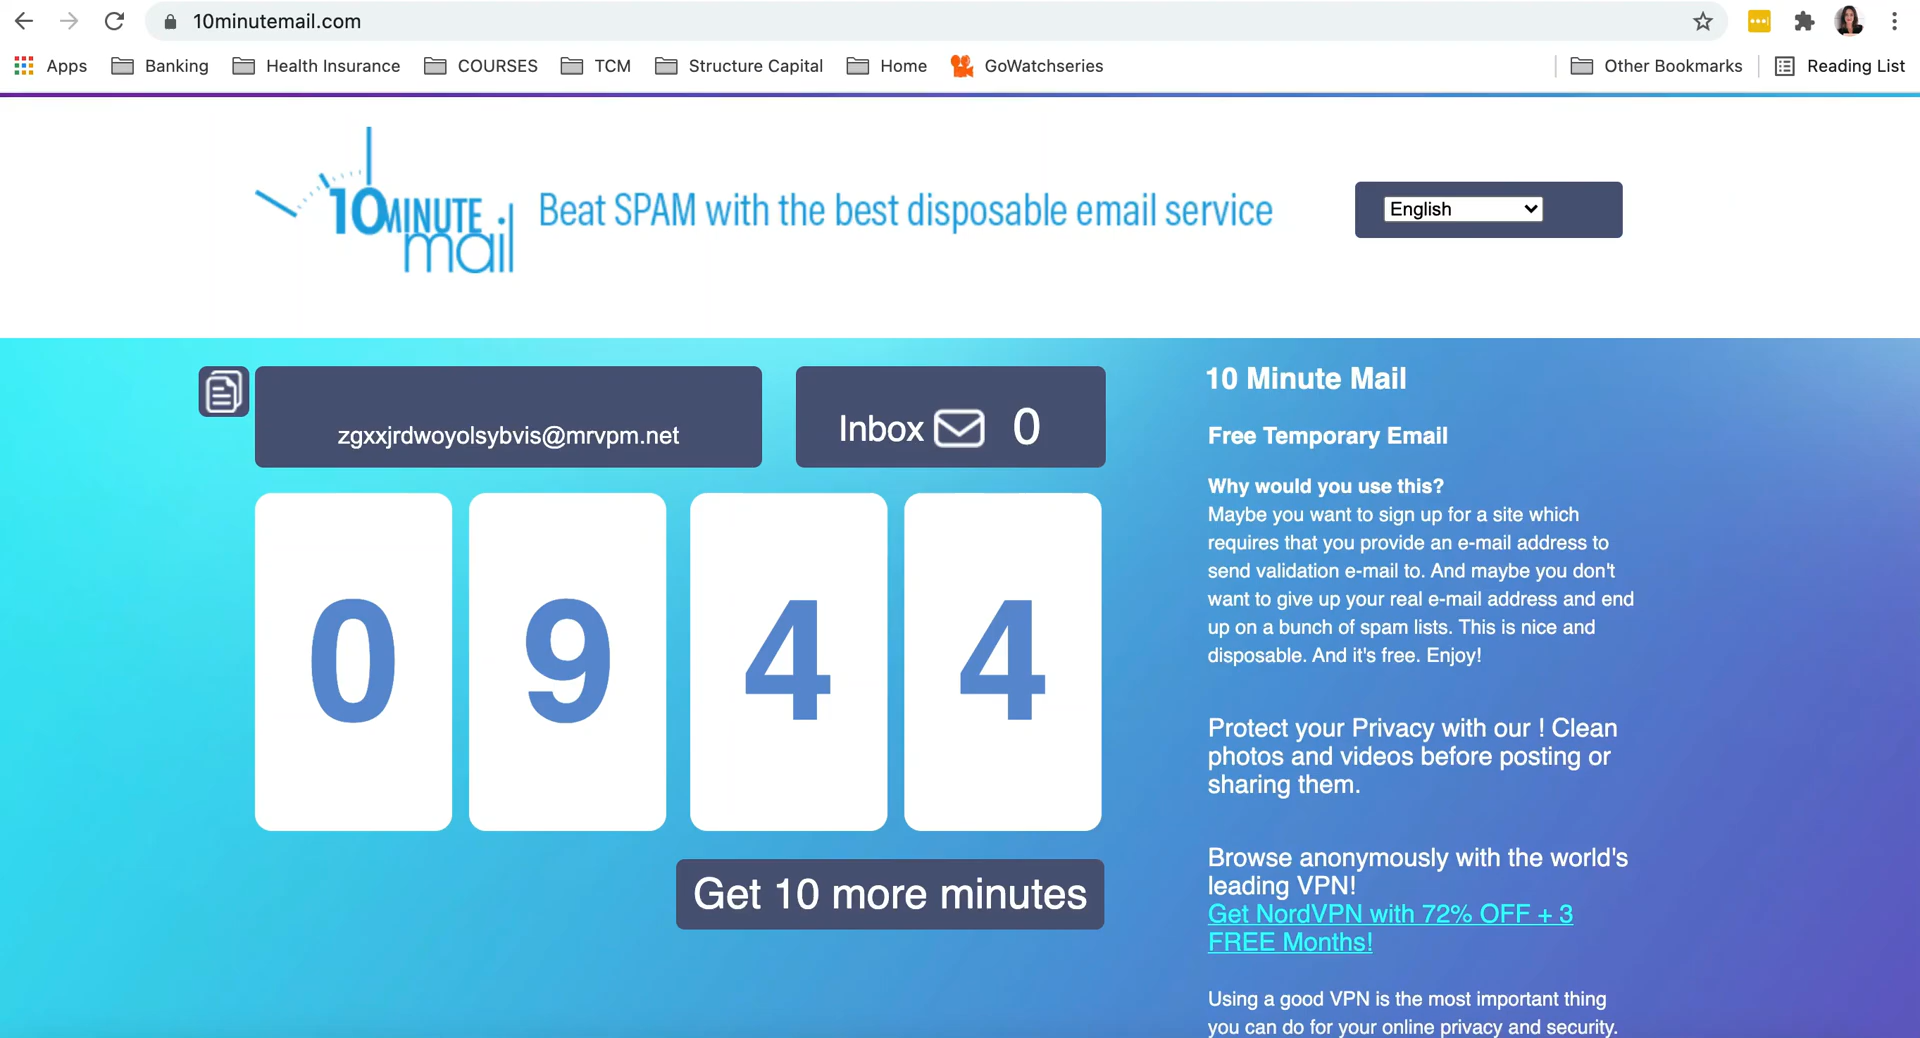 10minutemail.com
Apps Banking Health Insurance COURSES TCM Structure Capital Home GoWatchseries Other Bookmarks Reading List
10MINUTE
mail
Beat SPAM with the best disposable email service
English
zgxxjrdwoyolsybvis@mrvpm.net
Inbox 0
0 9 4 4
Get 10 more minutes
10 Minute Mail
Free Temporary Email
Why would you use this?
Maybe you want to sign up for a site which
requires that you provide an e-mail address to
send validation e-mail to. And maybe you don't
want to give up your real e-mail address and end
up on a bunch of spam lists. This is nice and
disposable. And it's free. Enjoy!
Protect your Privacy with our ! Clean
photos and videos before posting or
sharing them.
Browse anonymously with the world's
leading VPN!
Get NordVPN with 72% OFF + 3
FREE Months!
Using a good VPN is the most important thing
you can do for your online privacy and security.